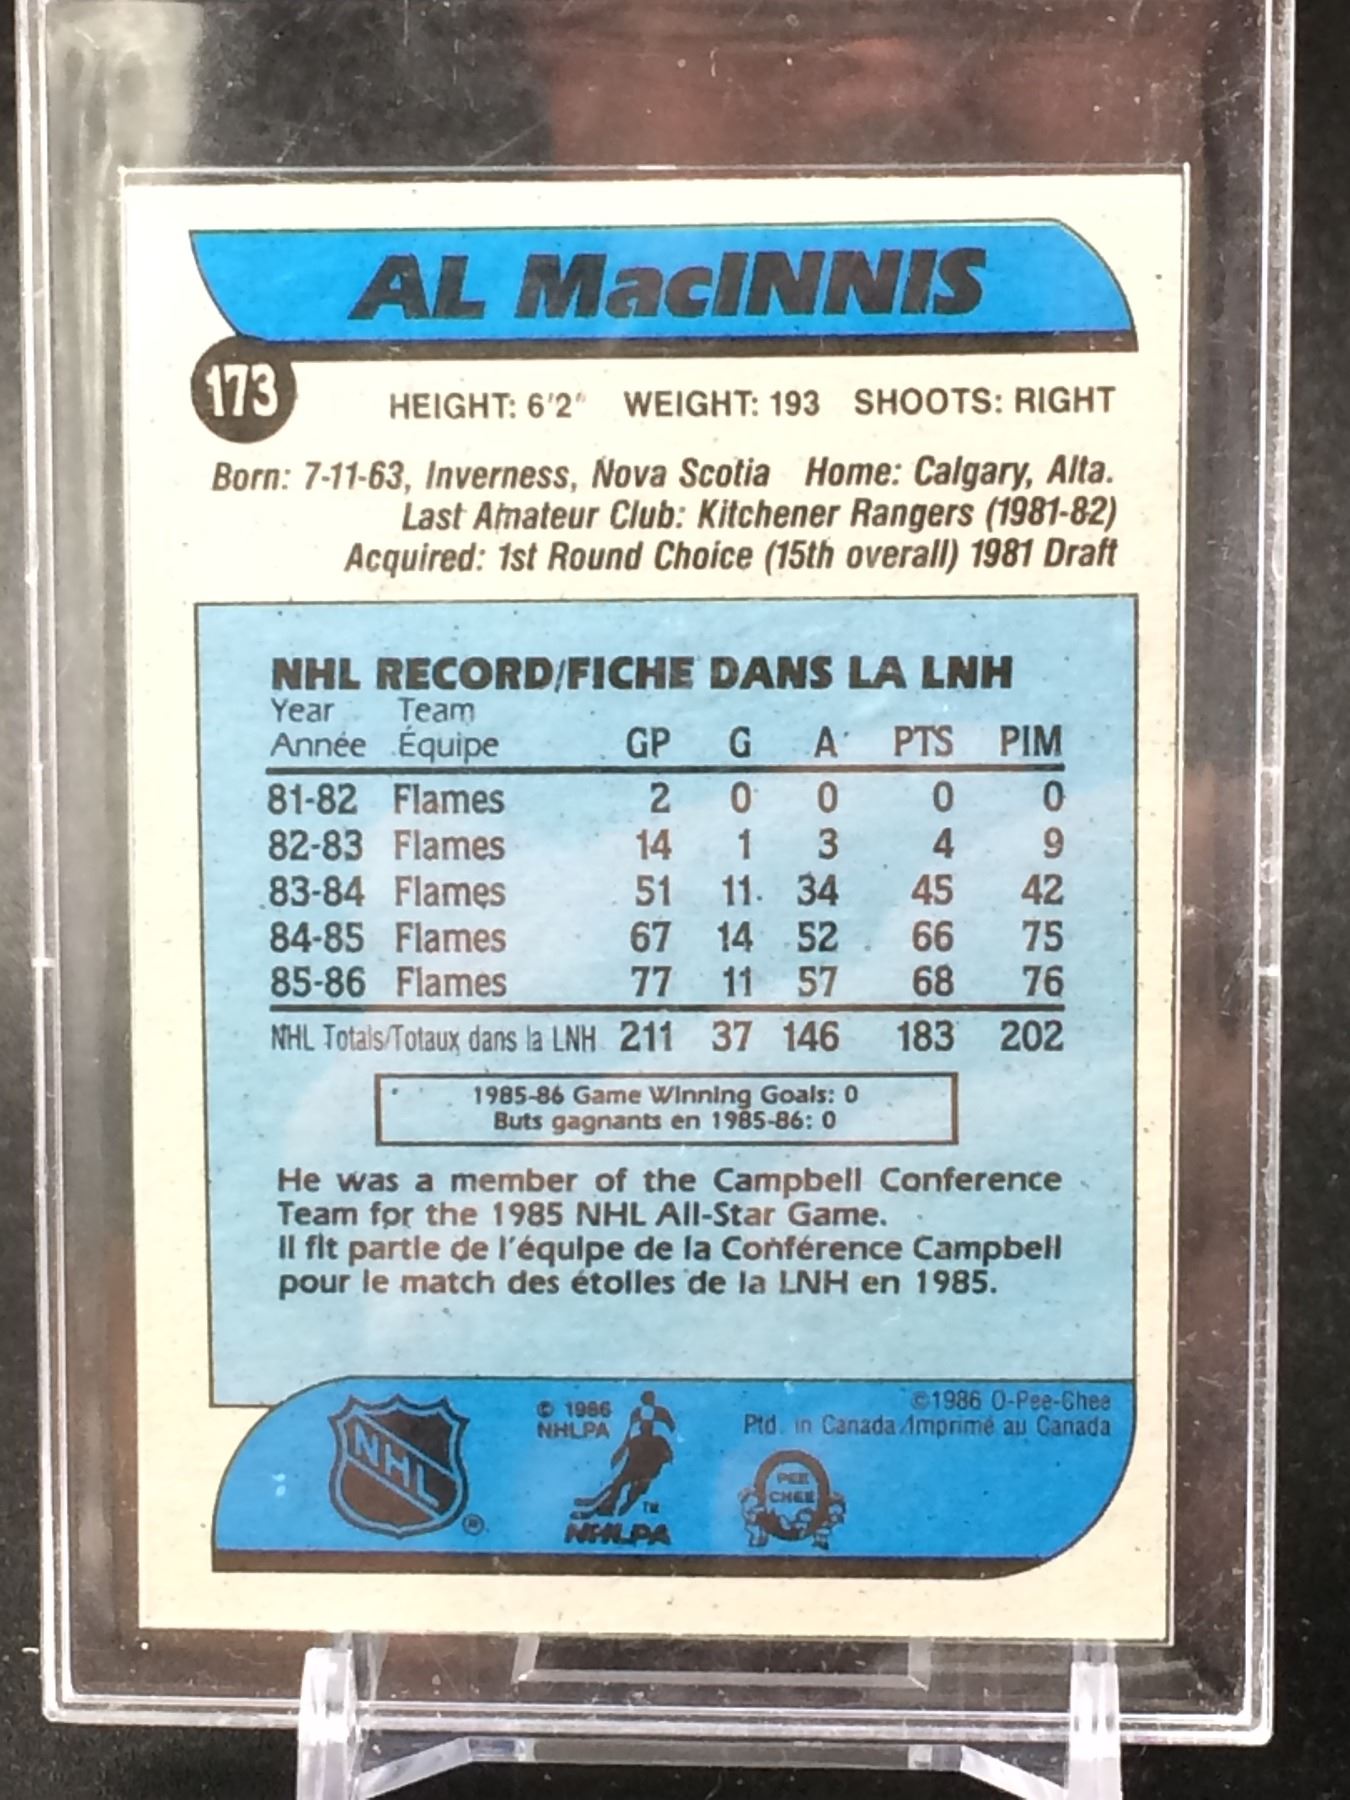 AL MacINNIS
173
HEIGHT: 6'2" WEIGHT: 193 SHOOTS: RIGHT
Born: 7-11-63, Inverness, Nova Scotia Home: Calgary, Alta.
Last Amateur Club: Kitchener Rangers (1981-82)
Acquired: 1st Round Choice (15th overall) 1981 Draft
NHL RECORD/FICHE DANS LA LNH
Year Team
Année Équipe GP G A PTS PIM
81-82 Flames 2 0 0 0 0
82-83 Flames 14 1 3 4 9
83-84 Flames 51 11 34 45 42
84-85 Flames 67 14 52 66 75
85-86 Flames 77 11 57 68 76
NHL Totals/Totaux dans la LNH 211 37 146 183 202
1985-86 Game Winning Goals: 0
Buts gagnants en 1985-86: 0
He was a member of the Campbell Conference
Team for the 1985 NHL All-Star Game.
Il fit partie de l'équipe de la Conférence Campbell
pour le match des étoiles de la LNH en 1985.
NHL ®
© 1986
NHLPA
TM
NHLPA
©1986 O-Pee-Chee
Ptd. in Canada/Imprimé au Canada
PEE
CHEE